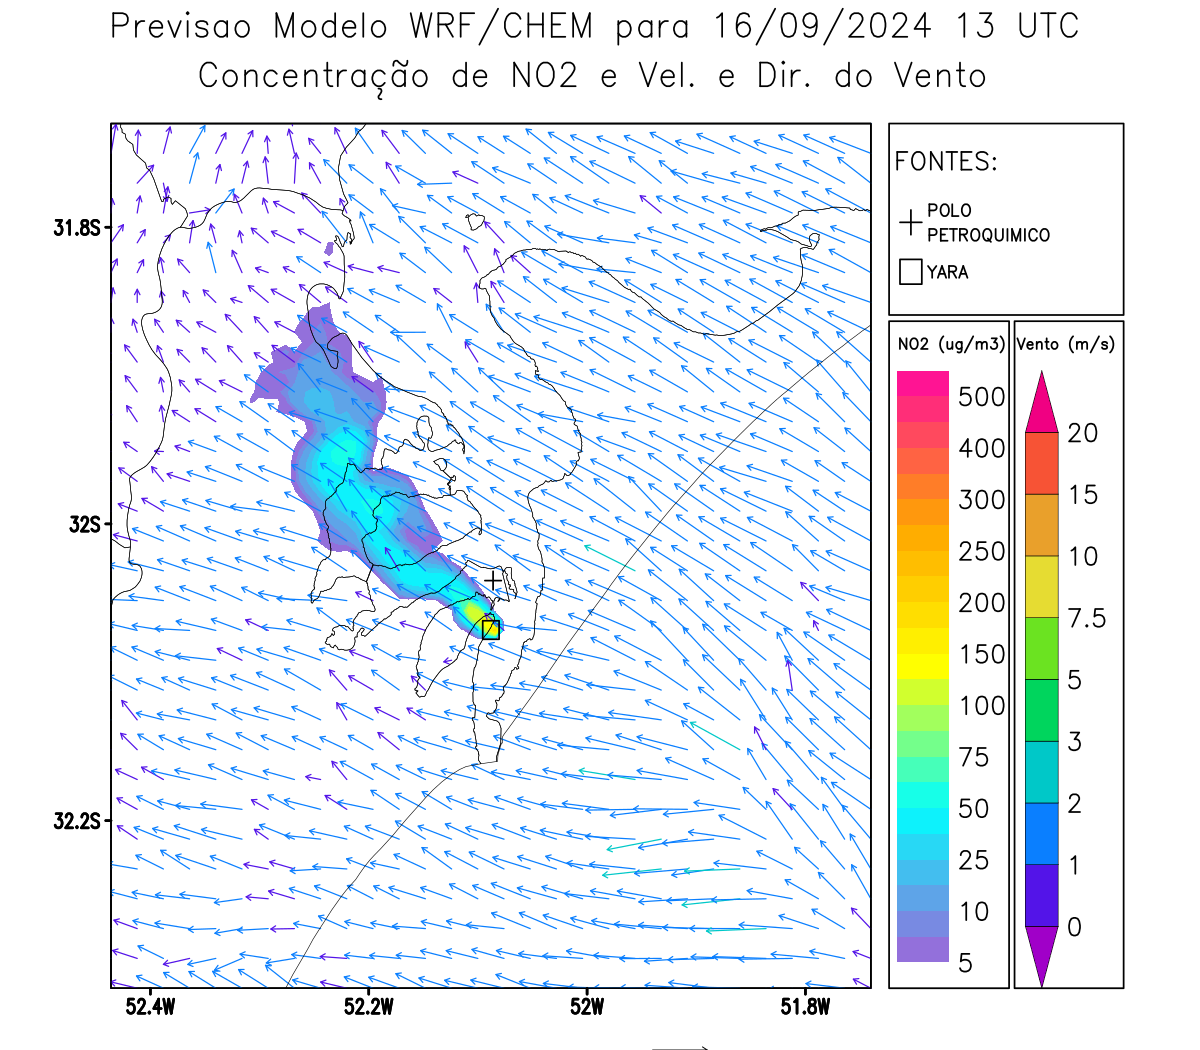 Previsao Modelo WRF/CHEM para 16/09/2024 13 UTC
Concentração de NO2 e Vel. e Dir. do Vento
FONTES:
POLO
PETROQUIMICO
YARA
NO2 (ug/m3)
500
400
300
250
200
150
100
75
50
25
10
5
Vento (m/s)
20
15
10
7.5
5
3
2
1
0
31.8S
32S
32.2S
52.4W
52.2W
52W
51.8W